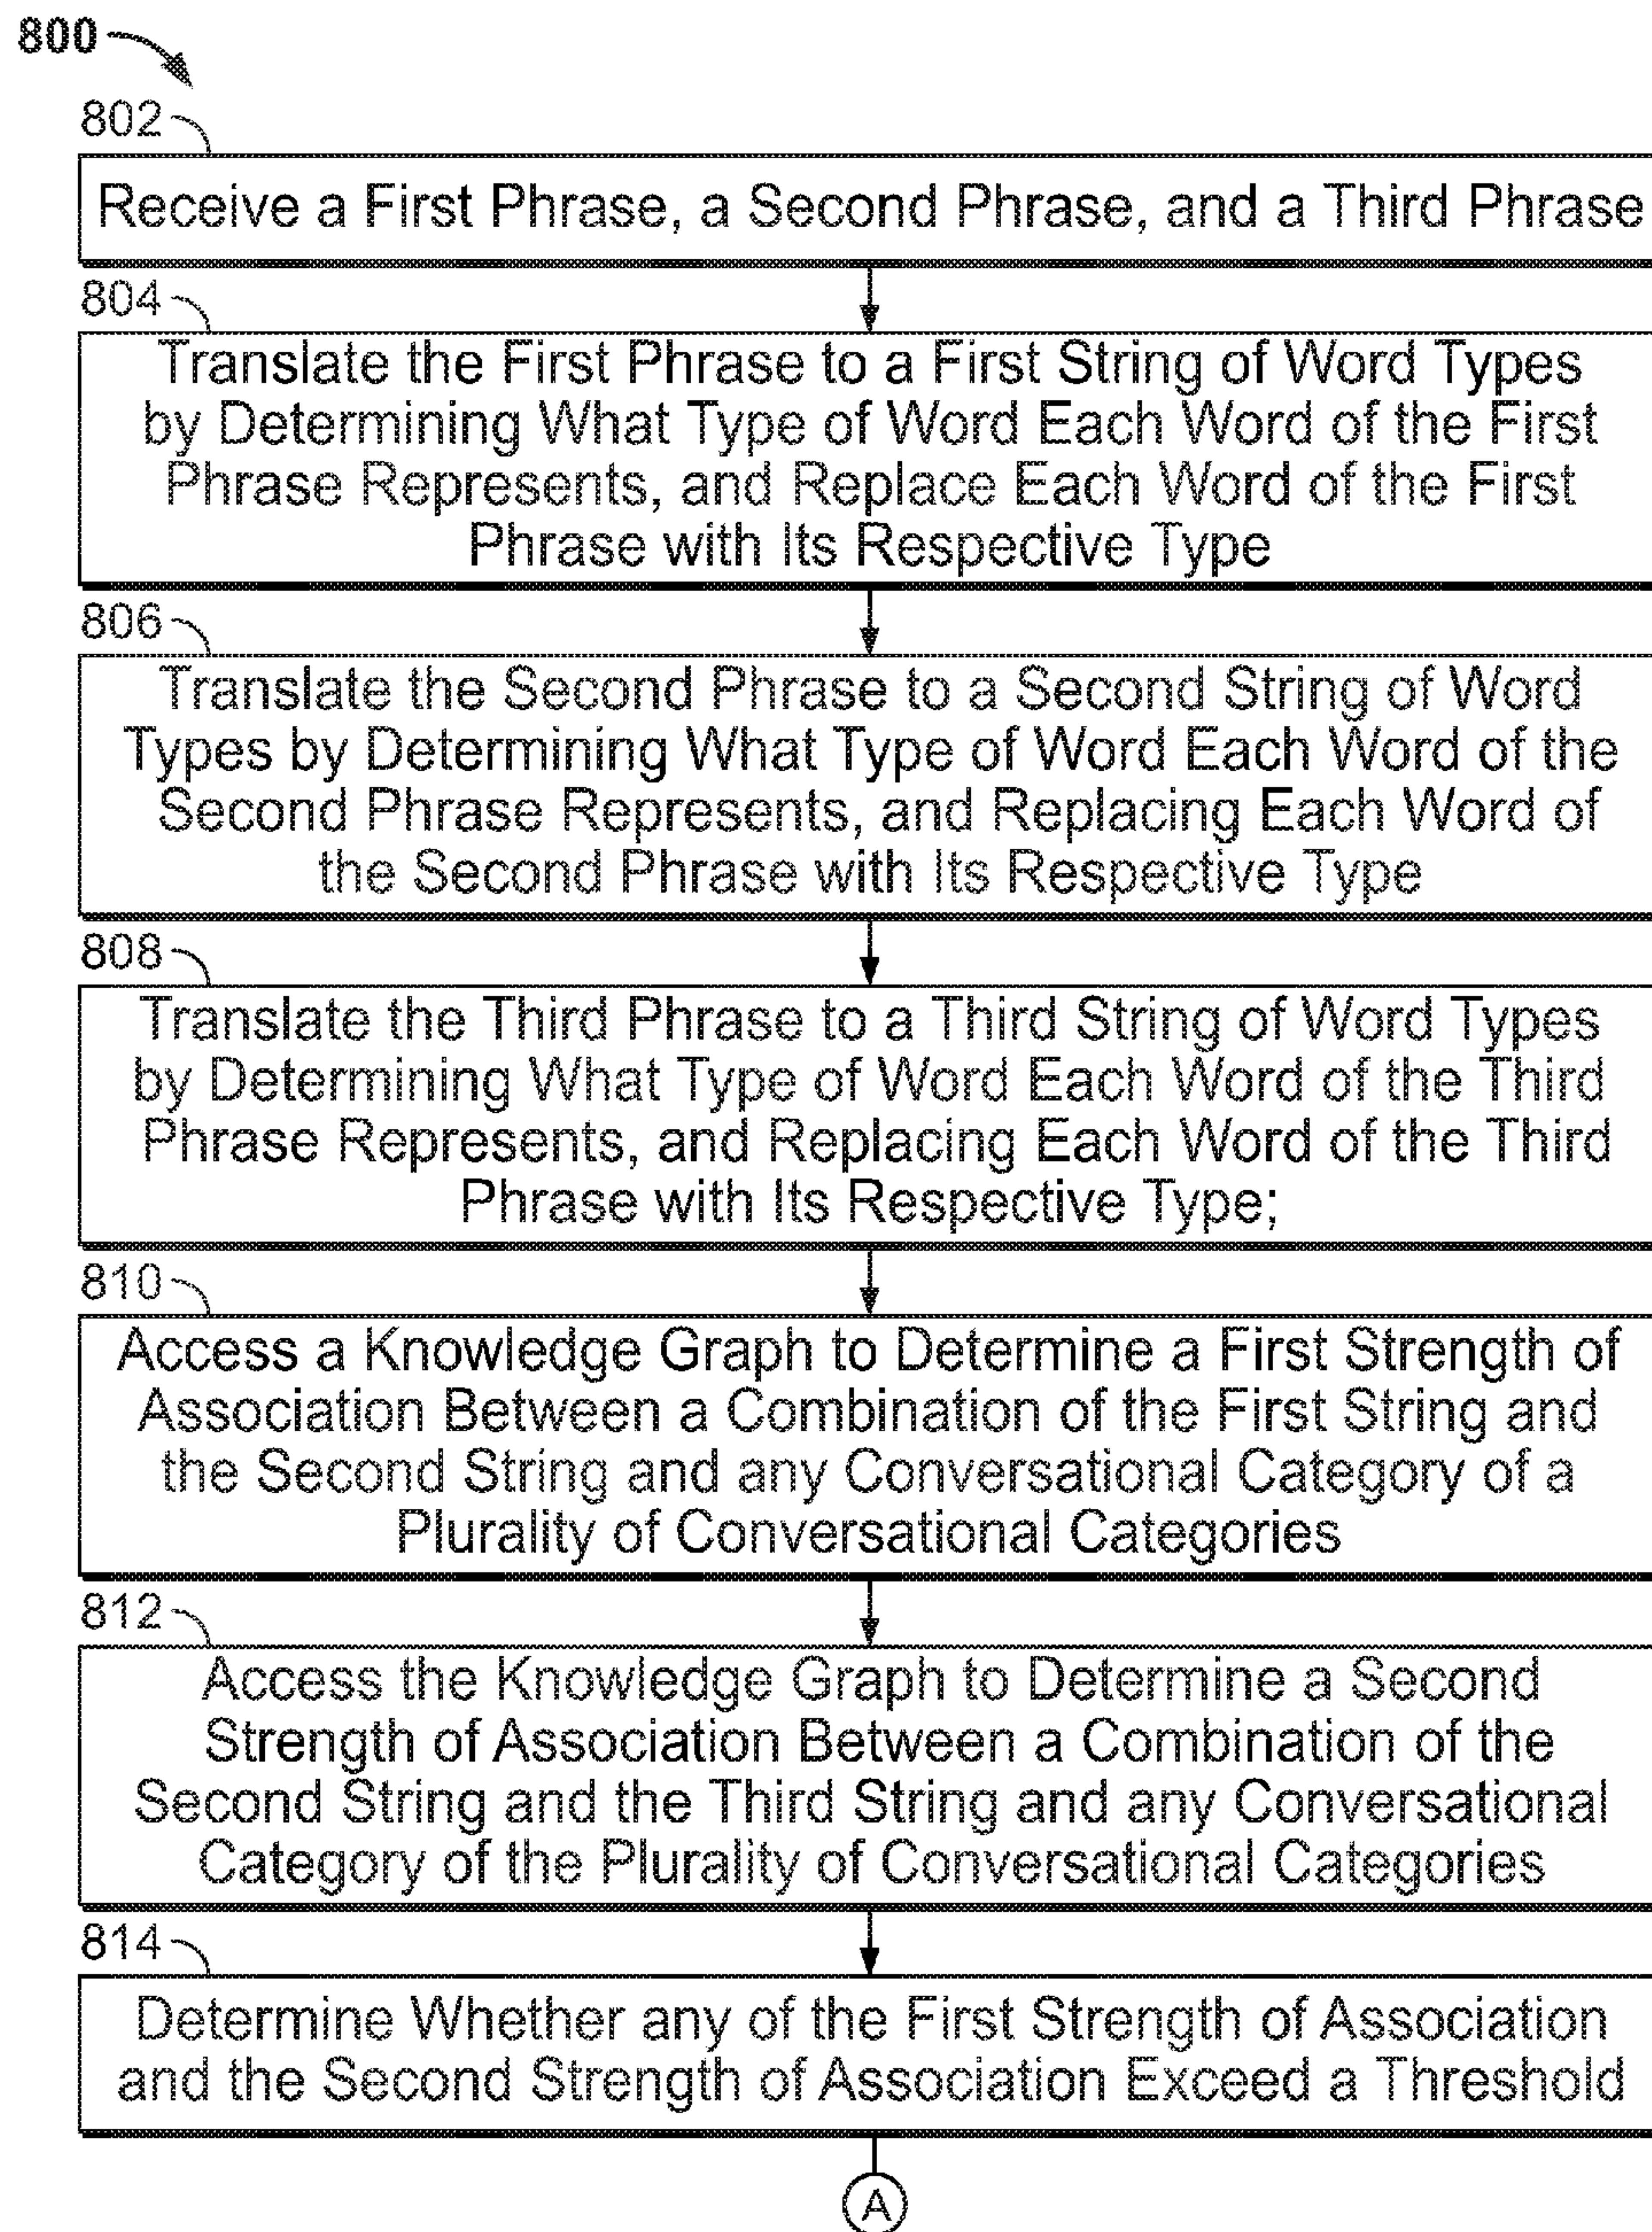 800
802
Receive a First Phrase, a Second Phrase, and a Third Phrase
804
Translate the First Phrase to a First String of Word Types
by Determining What Type of Word Each Word of the First
Phrase Represents, and Replace Each Word of the First
Phrase with Its Respective Type
806
Translate the Second Phrase to a Second String of Word
Types by Determining What Type of Word Each Word of the
Second Phrase Represents, and Replacing Each Word of
the Second Phrase with Its Respective Type
808
Translate the Third Phrase to a Third String of Word Types
by Determining What Type of Word Each Word of the Third
Phrase Represents, and Replacing Each Word of the Third
Phrase with Its Respective Type;
810
Access a Knowledge Graph to Determine a First Strength of
Association Between a Combination of the First String and
the Second String and any Conversational Category of a
Plurality of Conversational Categories
812
Access the Knowledge Graph to Determine a Second
Strength of Association Between a Combination of the
Second String and the Third String and any Conversational
Category of the Plurality of Conversational Categories
814
Determine Whether any of the First Strength of Association
and the Second Strength of Association Exceed a Threshold
A